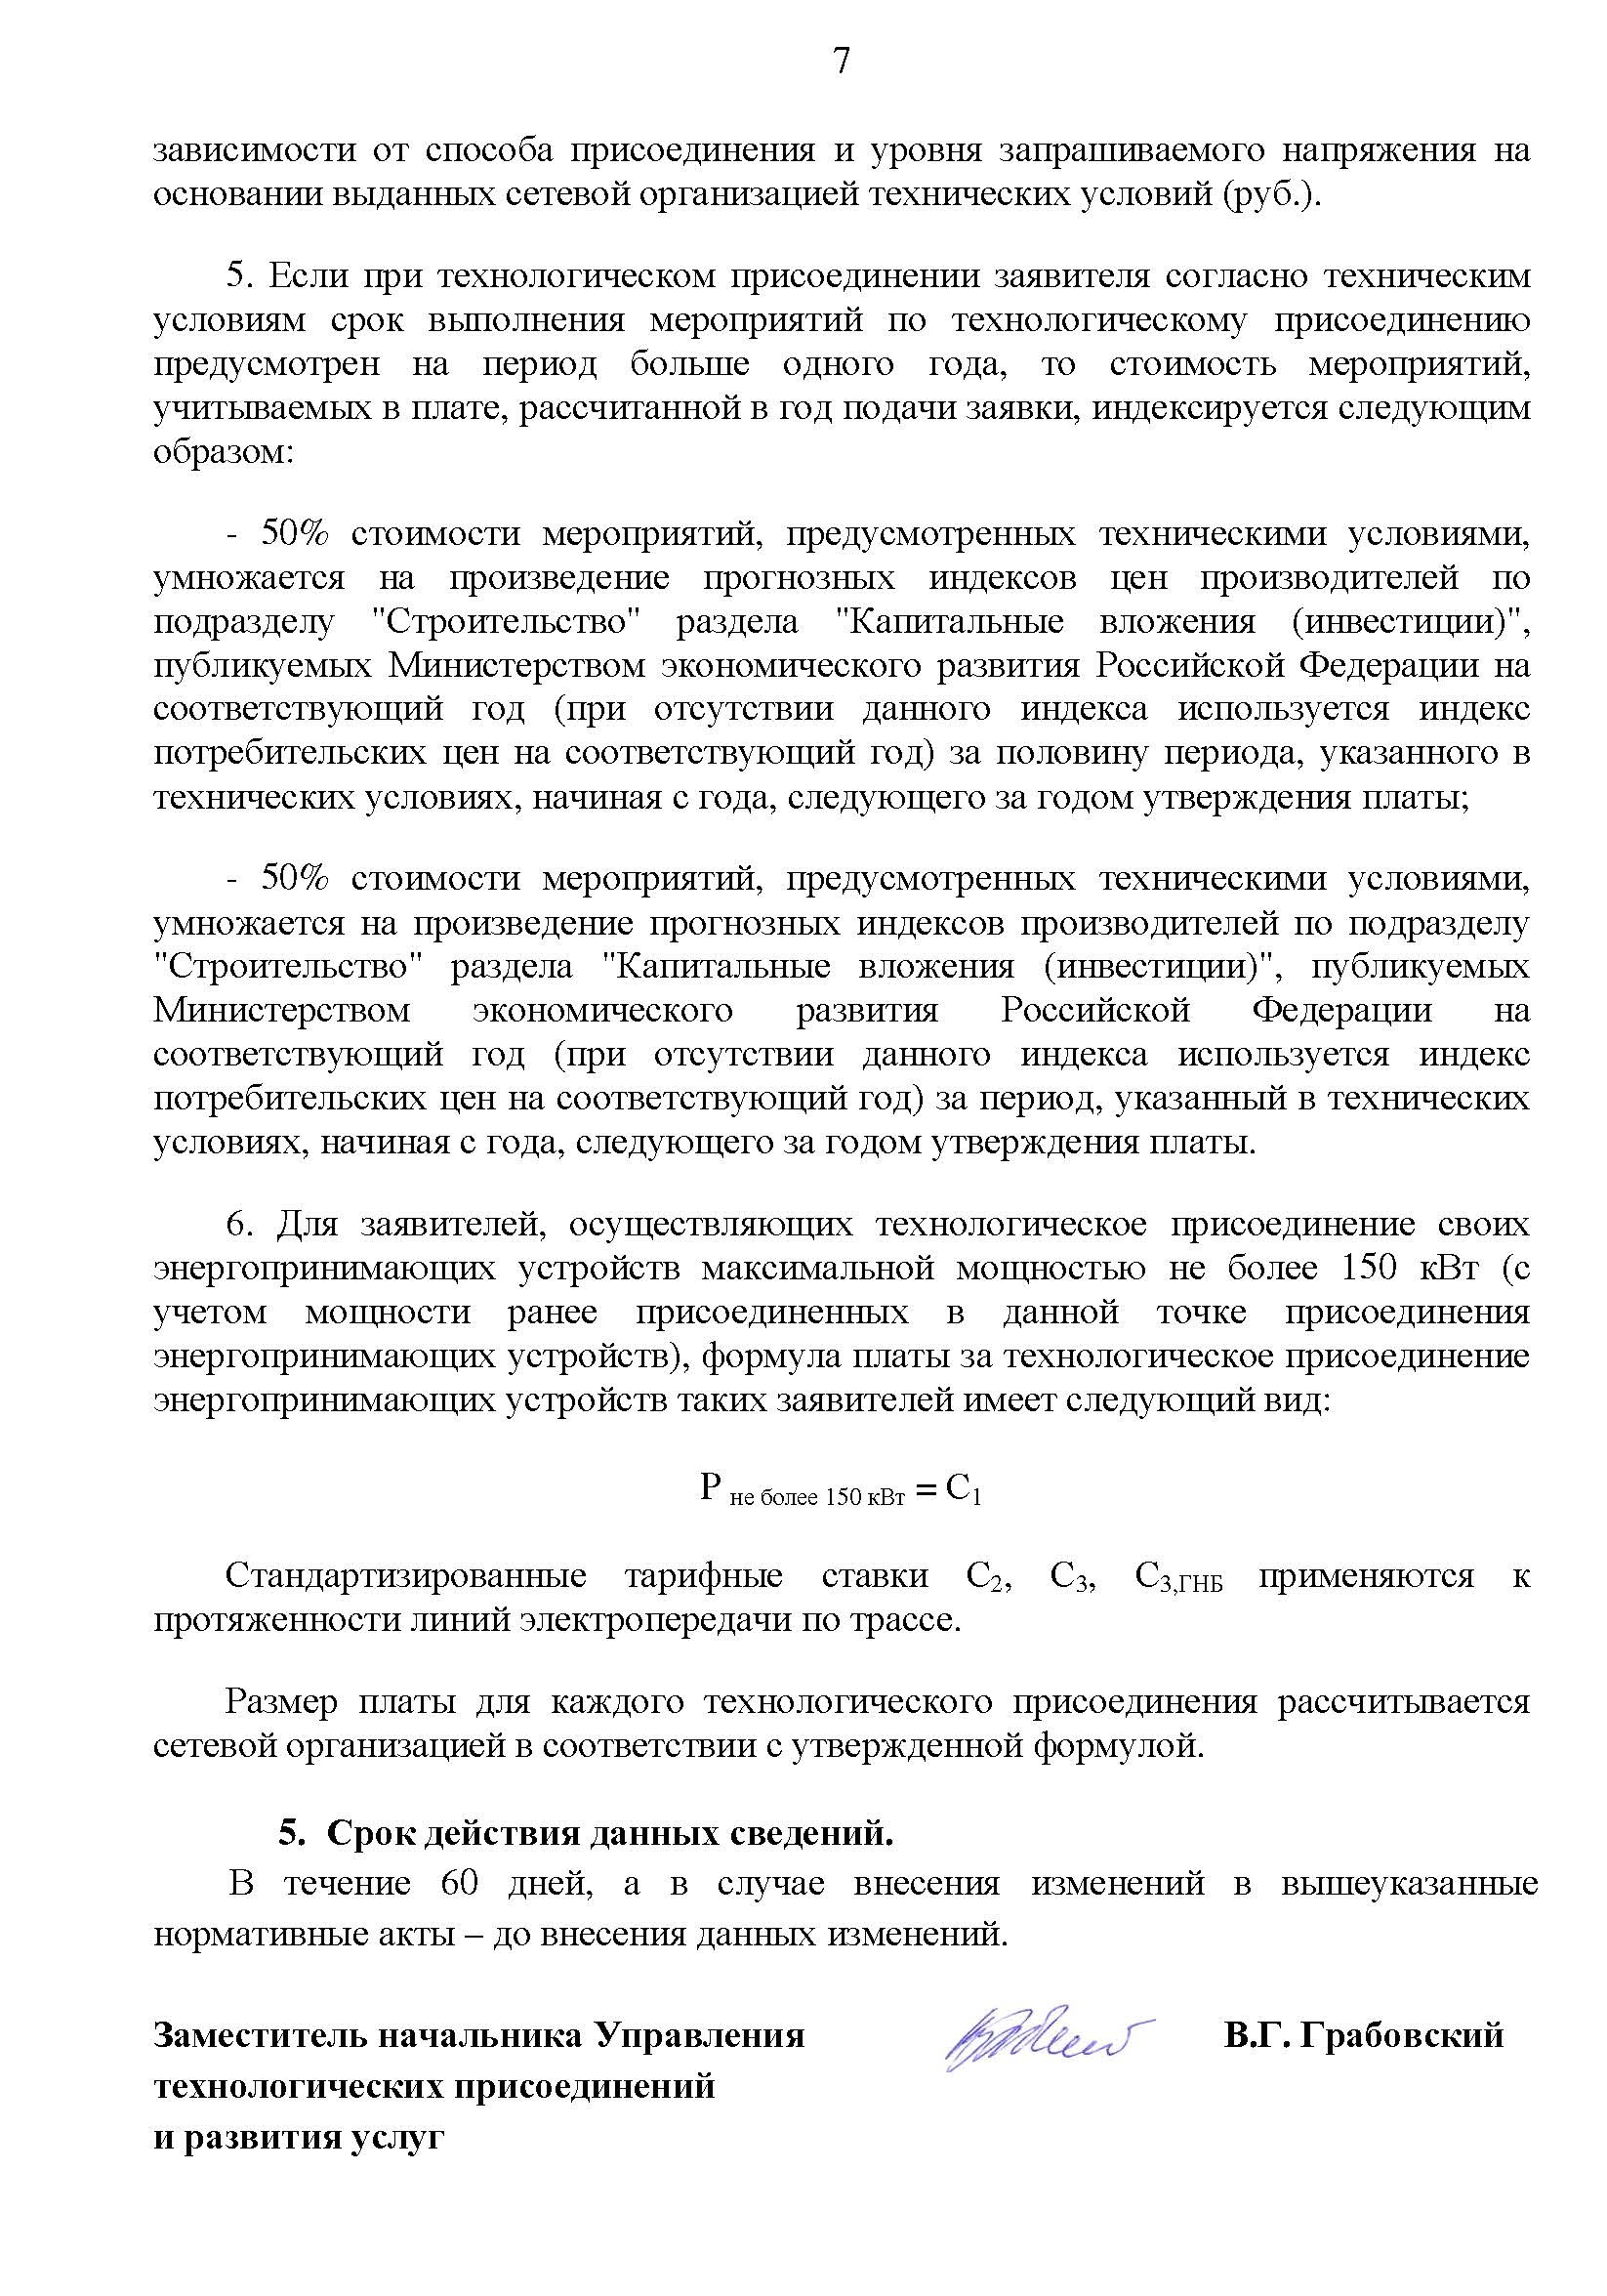 7
зависимости от способа присоединения и уровня запрашиваемого напряжения на
основании выданных сетевой организацией технических условий (руб.).
5. Если при технологическом присоединении заявителя согласно техническим
условиям срок выполнения мероприятий по технологическому присоединению
предусмотрен на период больше одного года, то стоимость мероприятий,
учитываемых в плате, рассчитанной в год подачи заявки, индексируется следующим
образом:
- 50% стоимости мероприятий, предусмотренных техническими условиями,
умножается на произведение прогнозных индексов цен производителей по
подразделу "Строительство" раздела "Капитальные вложения (инвестиции)",
публикуемых Министерством экономического развития Российской Федерации на
соответствующий год (при отсутствии данного индекса используется индекс
потребительских цен на соответствующий год) за половину периода, указанного в
технических условиях, начиная с года, следующего за годом утверждения платы;
- 50% стоимости мероприятий, предусмотренных техническими условиями,
умножается на произведение прогнозных индексов производителей по подразделу
"Строительство" раздела "Капитальные вложения (инвестиции)", публикуемых
Министерством экономического развития Российской Федерации на
соответствующий год (при отсутствии данного индекса используется индекс
потребительских цен на соответствующий год) за период, указанный в технических
условиях, начиная с года, следующего за годом утверждения платы.
6. Для заявителей, осуществляющих технологическое присоединение своих
энергопринимающих устройств максимальной мощностью не более 150 кВт (с
учетом мощности ранее присоединенных в данной точке присоединения
энергопринимающих устройств), формула платы за технологическое присоединение
энергопринимающих устройств таких заявителей имеет следующий вид:
Р не более 150 кВт = С1
Стандартизированные тарифные ставки С2, С3, С3,ГНБ применяются к
протяженности линий электропередачи по трассе.
Размер платы для каждого технологического присоединения рассчитывается
сетевой организацией в соответствии с утвержденной формулой.
5. Срок действия данных сведений.
В течение 60 дней, а в случае внесения изменений в вышеуказанные
нормативные акты – до внесения данных изменений.
Заместитель начальника Управления В.Г. Грабовский
технологических присоединений
и развития услуг